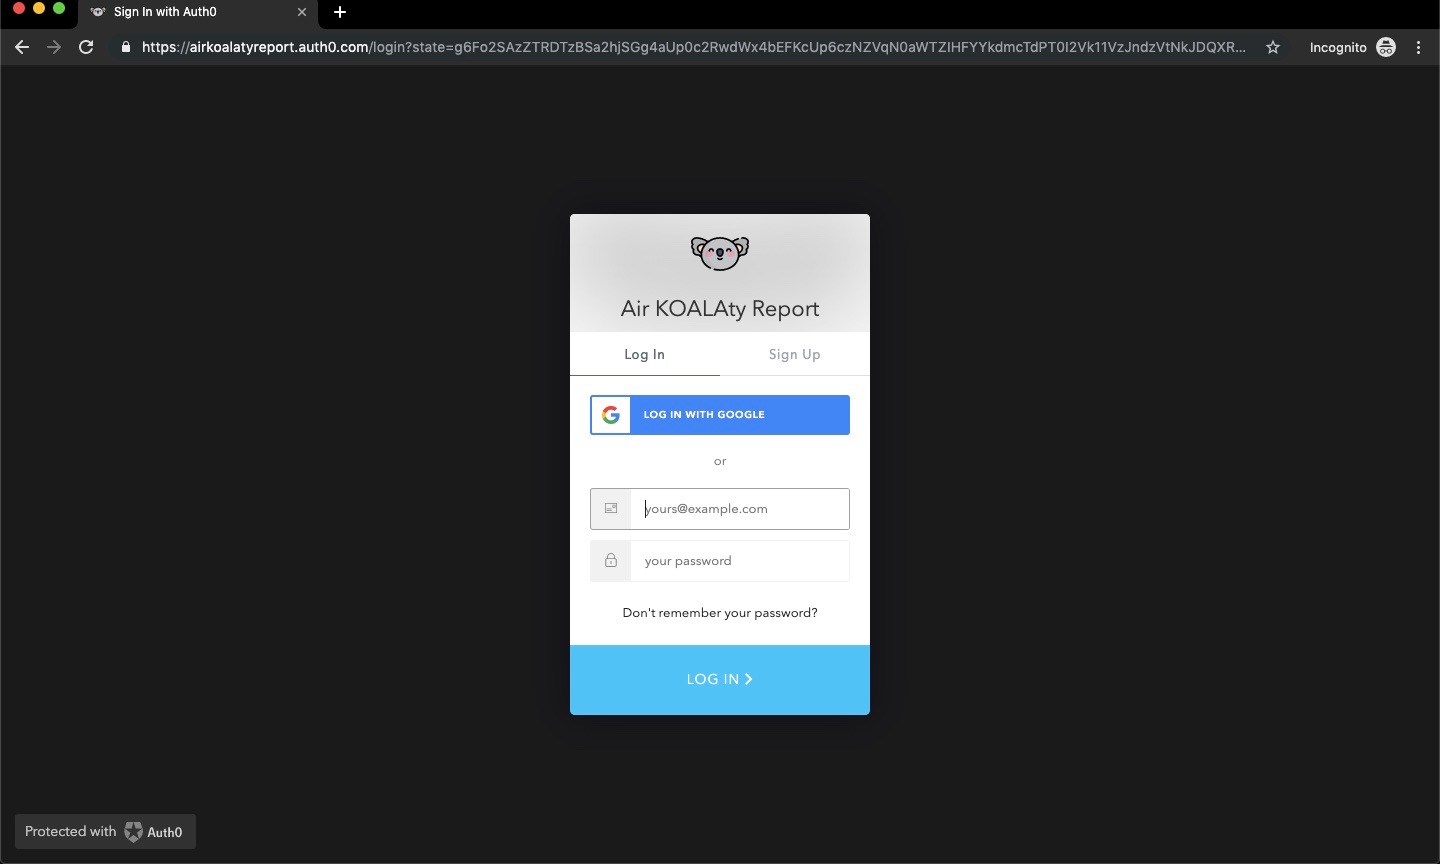 Sign In with Auth0
https://airkoalatyreport.auth0.com/login?state=g6Fo2SAzZTRDTzBSa2hjSGg4aUp0c2RwdWx4bEFKcUp6czNZVqN0aWTZIHFYYkdmcTdPT0I2Vk11VzJndzVtNkJDQXR...
Incognito
Air KOALAty Report
Log In
Sign Up
LOG IN WITH GOOGLE
or
yours@example.com
your password
Don't remember your password?
LOG IN
Protected with Auth0